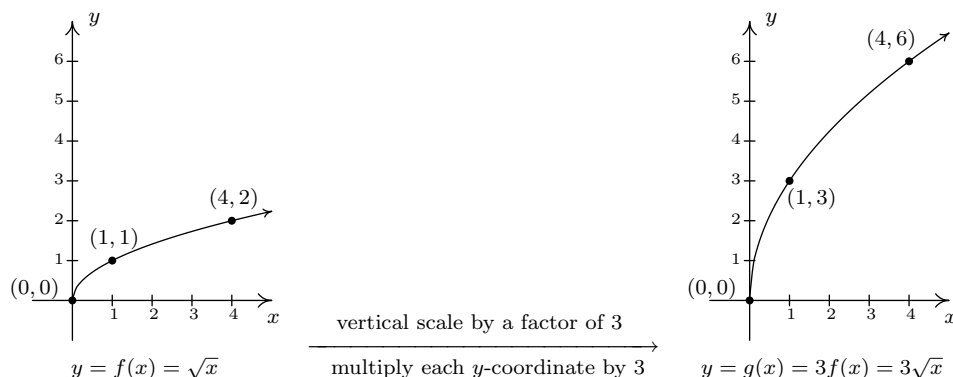 y
6
5
4
3
2
1
(4, 2)
(1, 1)
(0, 0)
1 2 3 4
x
y = f(x) = √x
vertical scale by a factor of 3
multiply each y-coordinate by 3
y
6
5
4
3
2
1
(4, 6)
(1, 3)
(0, 0)
1 2 3 4
x
y = g(x) = 3f(x) = 3√x